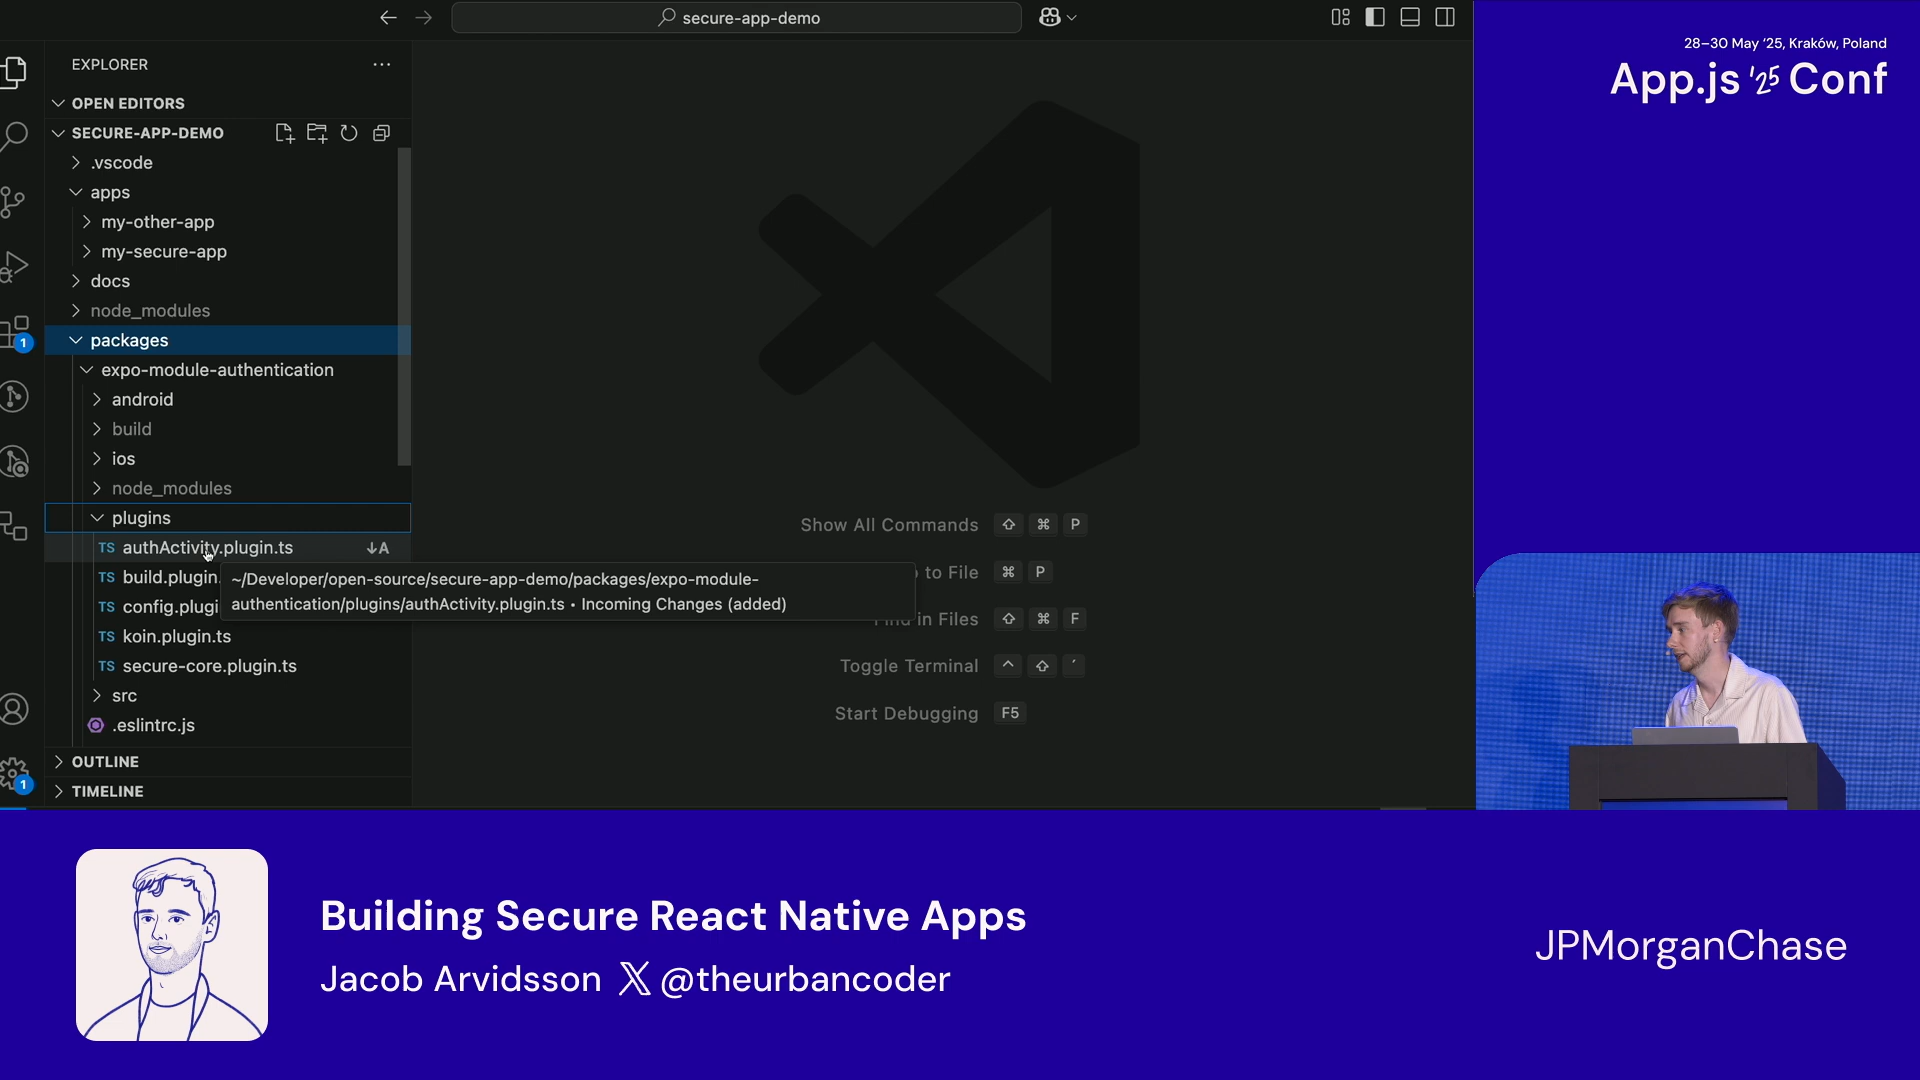 secure-app-demo
28–30 May '25, Kraków, Poland
App.js '25 Conf
EXPLORER
OPEN EDITORS
SECURE-APP-DEMO
.vscode
apps
my-other-app
my-secure-app
docs
node_modules
packages
expo-module-authentication
android
build
ios
node_modules
plugins
TS authActivity.plugin.ts ↓A
TS build.plugin.
TS config.plugi
TS koin.plugin.ts
TS secure-core.plugin.ts
src
.eslintrc.js
OUTLINE
TIMELINE
1
1
~/Developer/open-source/secure-app-demo/packages/expo-module-
authentication/plugins/authActivity.plugin.ts • Incoming Changes (added)
Show All Commands ⇧ ⌘ P
to File ⌘ P
in Files ⇧ ⌘ F
Toggle Terminal ^ ⇧ ´
Start Debugging F5
Building Secure React Native Apps
Jacob Arvidsson X @theurbancoder
JPMorganChase